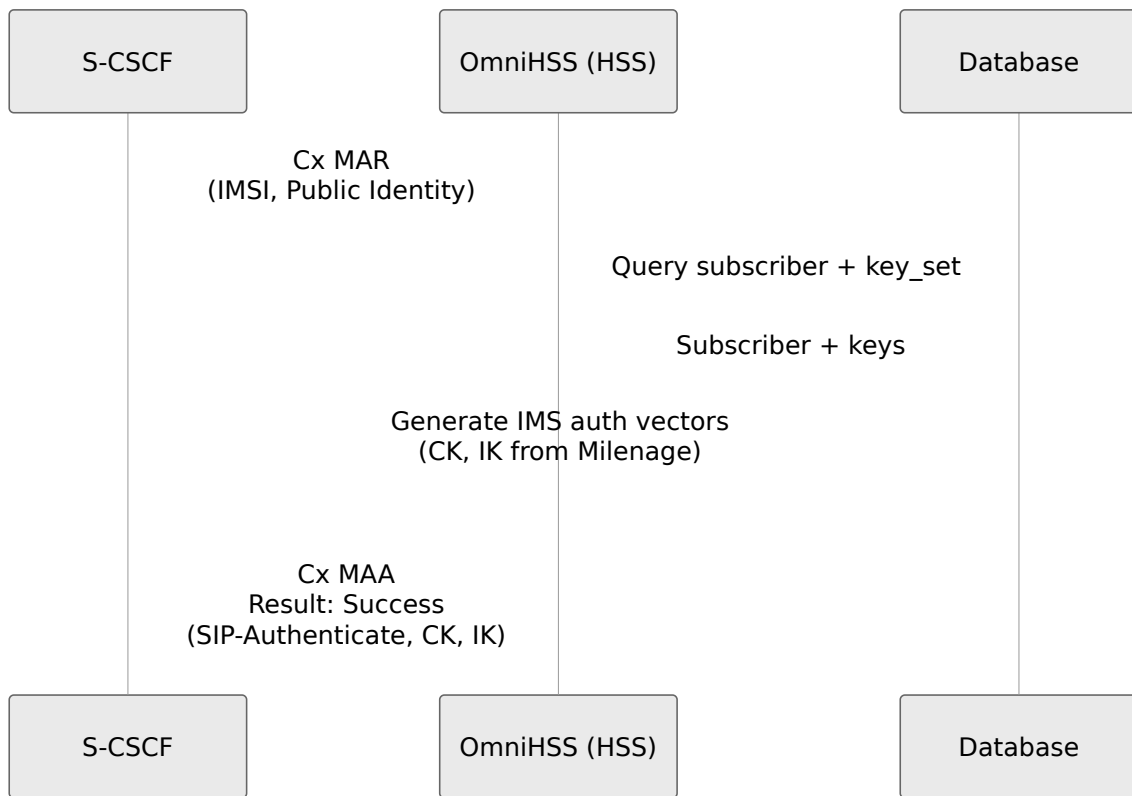 S-CSCF
OmniHSS (HSS)
Database
Cx MAR
(IMSI, Public Identity)
Query subscriber + key_set
Subscriber + keys
Generate IMS auth vectors
(CK, IK from Milenage)
Cx MAA
Result: Success
(SIP-Authenticate, CK, IK)
S-CSCF
OmniHSS (HSS)
Database